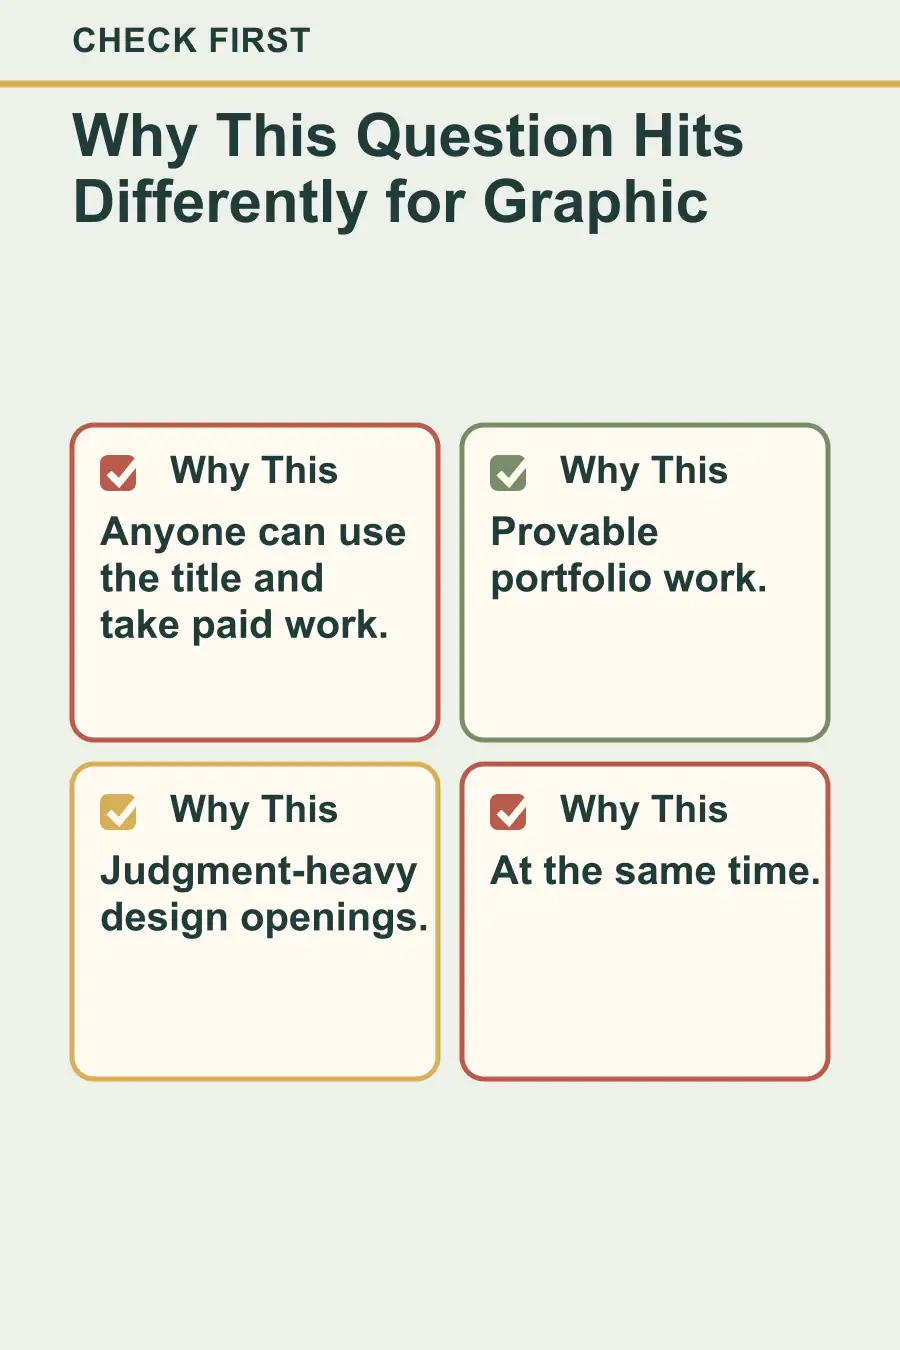 CHECK FIRST
Why This Question Hits
Differently for Graphic
Why This
Anyone can use
the title and
take paid work.
Why This
Provable
portfolio work.
Why This
Judgment-heavy
design openings.
Why This
At the same time.